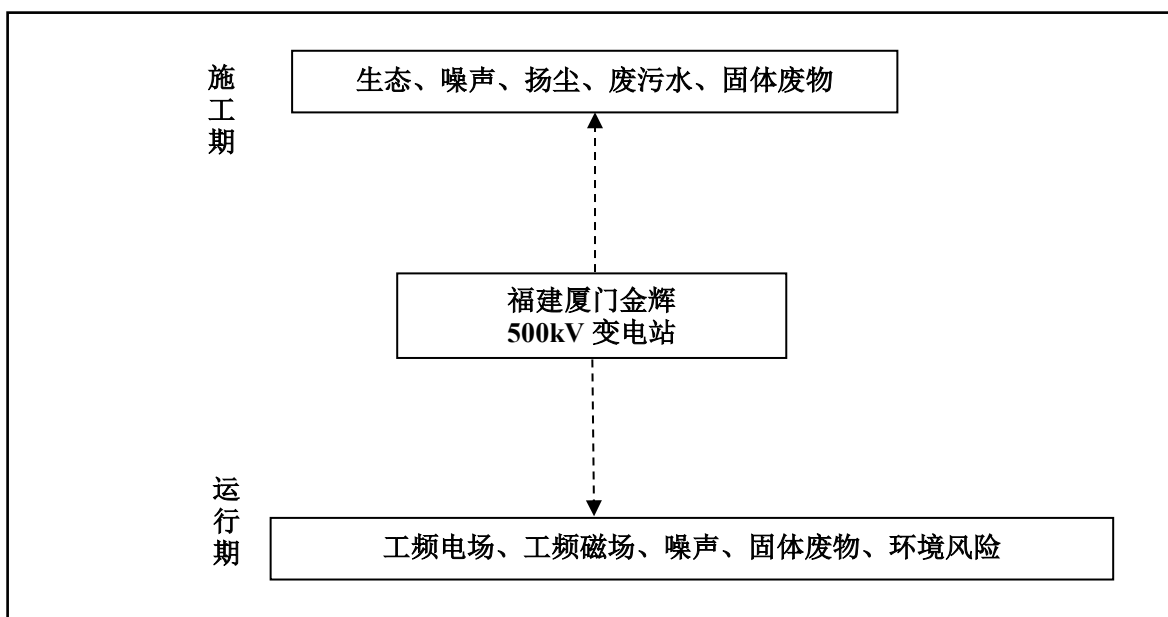 施工期
生态、噪声、扬尘、废污水、固体废物
福建厦门金辉
500kV 变电站
运行期
工频电场、工频磁场、噪声、固体废物、环境风险